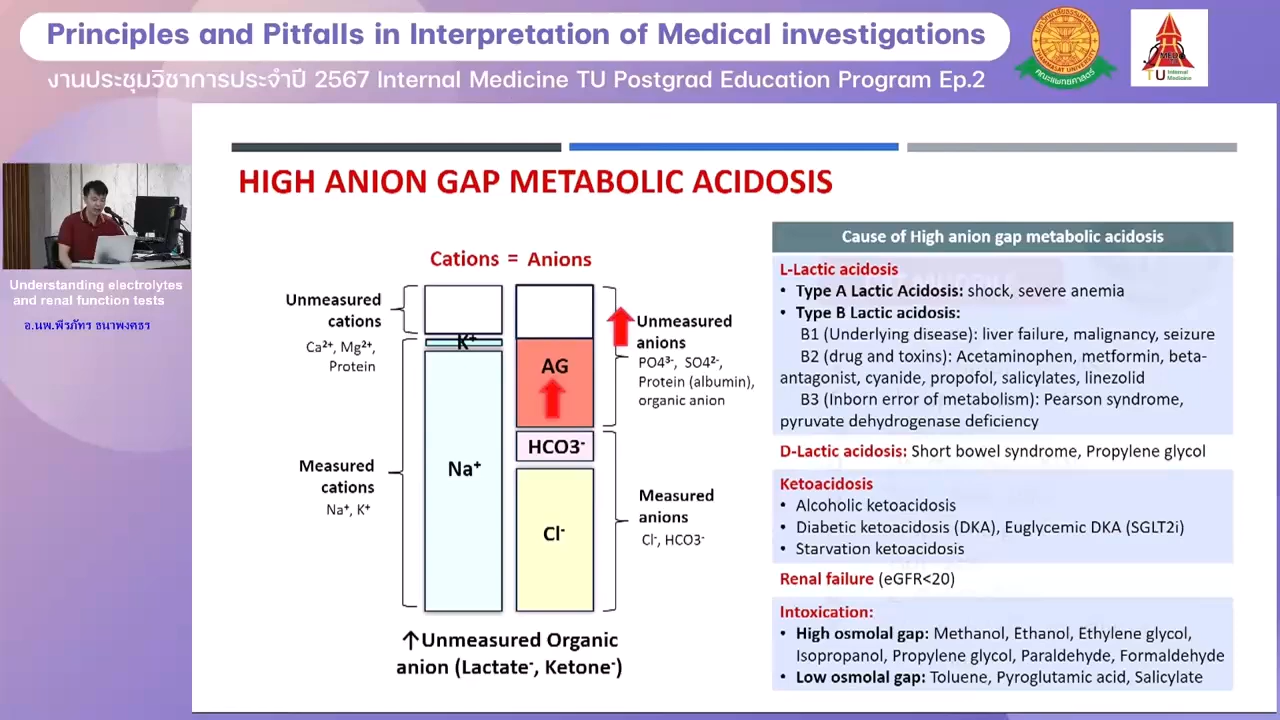 Principles and Pitfalls in Interpretation of Medical investigations
งานประชุมวิชาการประจำปี 2567 Internal Medicine TU Postgrad Education Program Ep.2
TU Internal
Medicine
Understanding electrolytes
and renal function tests
อ.นพ.พีรภัทร ธนาพงศธร
HIGH ANION GAP METABOLIC ACIDOSIS
Cations = Anions
Unmeasured
cations
Ca²⁺, Mg²⁺,
Protein
K⁺
AG
Unmeasured
anions
PO4³⁻, SO4²⁻,
Protein (albumin),
organic anion
HCO3⁻
Measured
cations
Na⁺, K⁺
Na⁺
Cl⁻
Measured
anions
Cl⁻, HCO3⁻
↑Unmeasured Organic
anion (Lactate⁻, Ketone⁻)
Cause of High anion gap metabolic acidosis
L-Lactic acidosis
• Type A Lactic Acidosis: shock, severe anemia
• Type B Lactic acidosis:
B1 (Underlying disease): liver failure, malignancy, seizure
B2 (drug and toxins): Acetaminophen, metformin, beta-
antagonist, cyanide, propofol, salicylates, linezolid
B3 (Inborn error of metabolism): Pearson syndrome,
pyruvate dehydrogenase deficiency
D-Lactic acidosis: Short bowel syndrome, Propylene glycol
Ketoacidosis
• Alcoholic ketoacidosis
• Diabetic ketoacidosis (DKA), Euglycemic DKA (SGLT2i)
• Starvation ketoacidosis
Renal failure (eGFR<20)
Intoxication:
• High osmolal gap: Methanol, Ethanol, Ethylene glycol,
Isopropanol, Propylene glycol, Paraldehyde, Formaldehyde
• Low osmolal gap: Toluene, Pyroglutamic acid, Salicylate